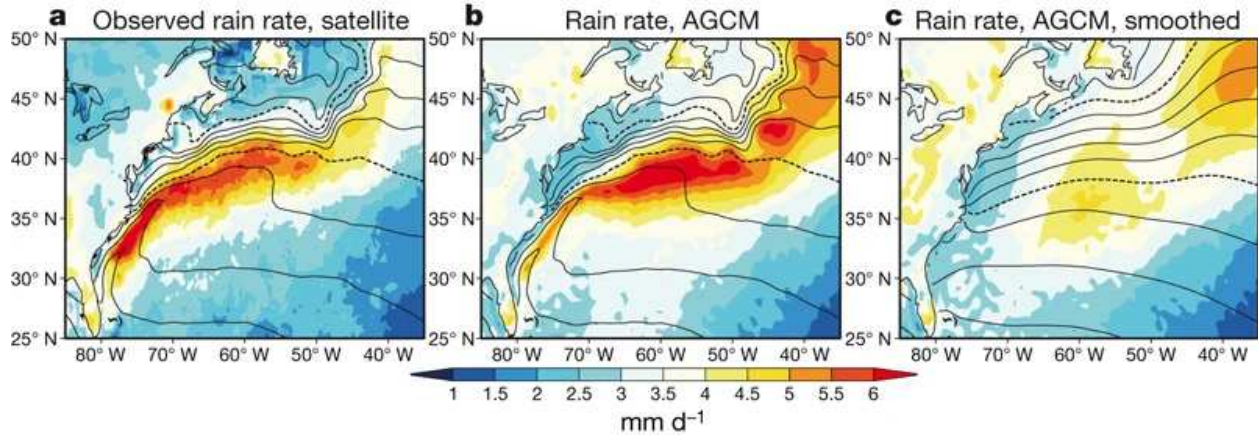 a Observed rain rate, satellite
b Rain rate, AGCM
c Rain rate, AGCM, smoothed
50° N
45° N
40° N
35° N
30° N
25° N
80° W 70° W 60° W 50° W 40° W
50° N
45° N
40° N
35° N
30° N
25° N
80° W 70° W 60° W 50° W 40° W
50° N
45° N
40° N
35° N
30° N
25° N
80° W 70° W 60° W 50° W 40° W
1 1.5 2 2.5 3 3.5 4 4.5 5 5.5 6
mm d⁻¹